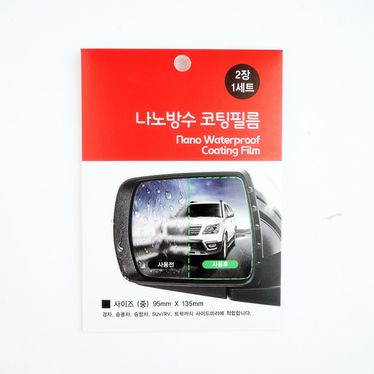 2장
1세트
나노방수 코팅필름
Nano Waterproof
Coating Film
사용전
사용후
사이즈 (중) 95mm X 135mm
경차, 승용차, 승합차, SUV/RV, 트럭까지 사이드미러에 적합합니다.